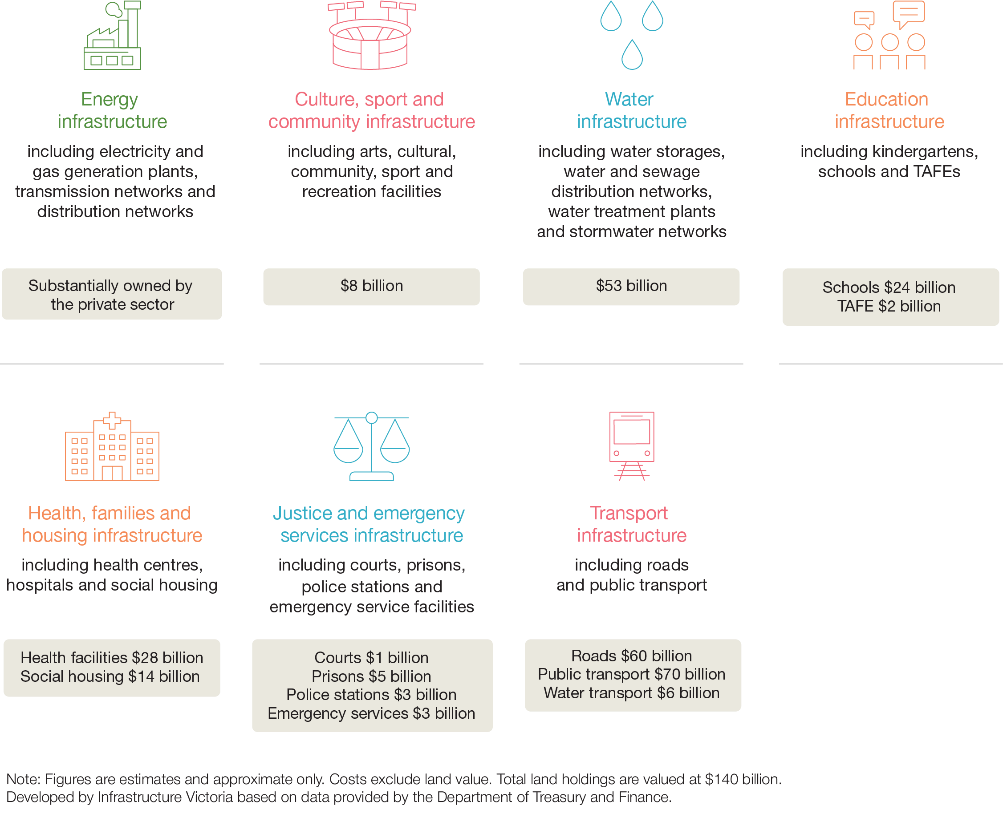 Energy
infrastructure
including electricity and
gas generation plants,
transmission networks and
distribution networks
Substantially owned by
the private sector
Culture, sport and
community infrastructure
including arts, cultural,
community, sport and
recreation facilities
$8 billion
Water
infrastructure
including water storages,
water and sewage
distribution networks,
water treatment plants
and stormwater networks
$53 billion
Education
infrastructure
including kindergartens,
schools and TAFEs
Schools $24 billion
TAFE $2 billion
Health, families and
housing infrastructure
including health centres,
hospitals and social housing
Health facilities $28 billion
Social housing $14 billion
Justice and emergency
services infrastructure
including courts, prisons,
police stations and
emergency service facilities
Courts $1 billion
Prisons $5 billion
Police stations $3 billion
Emergency services $3 billion
Transport
infrastructure
including roads
and public transport
Roads $60 billion
Public transport $70 billion
Water transport $6 billion
Note: Figures are estimates and approximate only. Costs exclude land value. Total land holdings are valued at $140 billion.
Developed by Infrastructure Victoria based on data provided by the Department of Treasury and Finance.